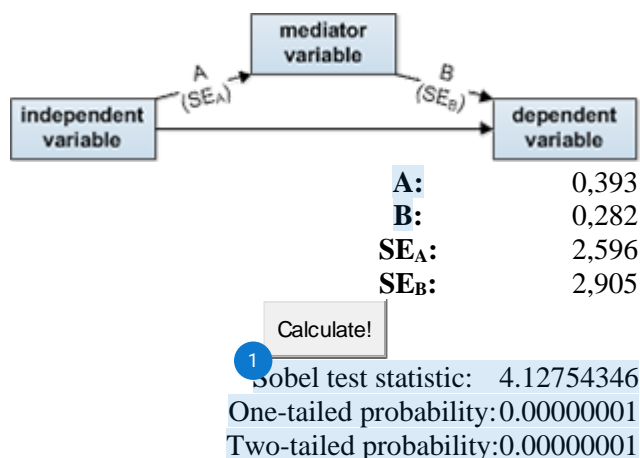 mediator
variable
A
(SEA)
B
(SEB)
independent
variable
dependent
variable
A: 0,393
B: 0,282
SEA: 2,596
SEB: 2,905
Calculate!
1
Sobel test statistic: 4.12754346
One-tailed probability: 0.00000001
Two-tailed probability: 0.00000001